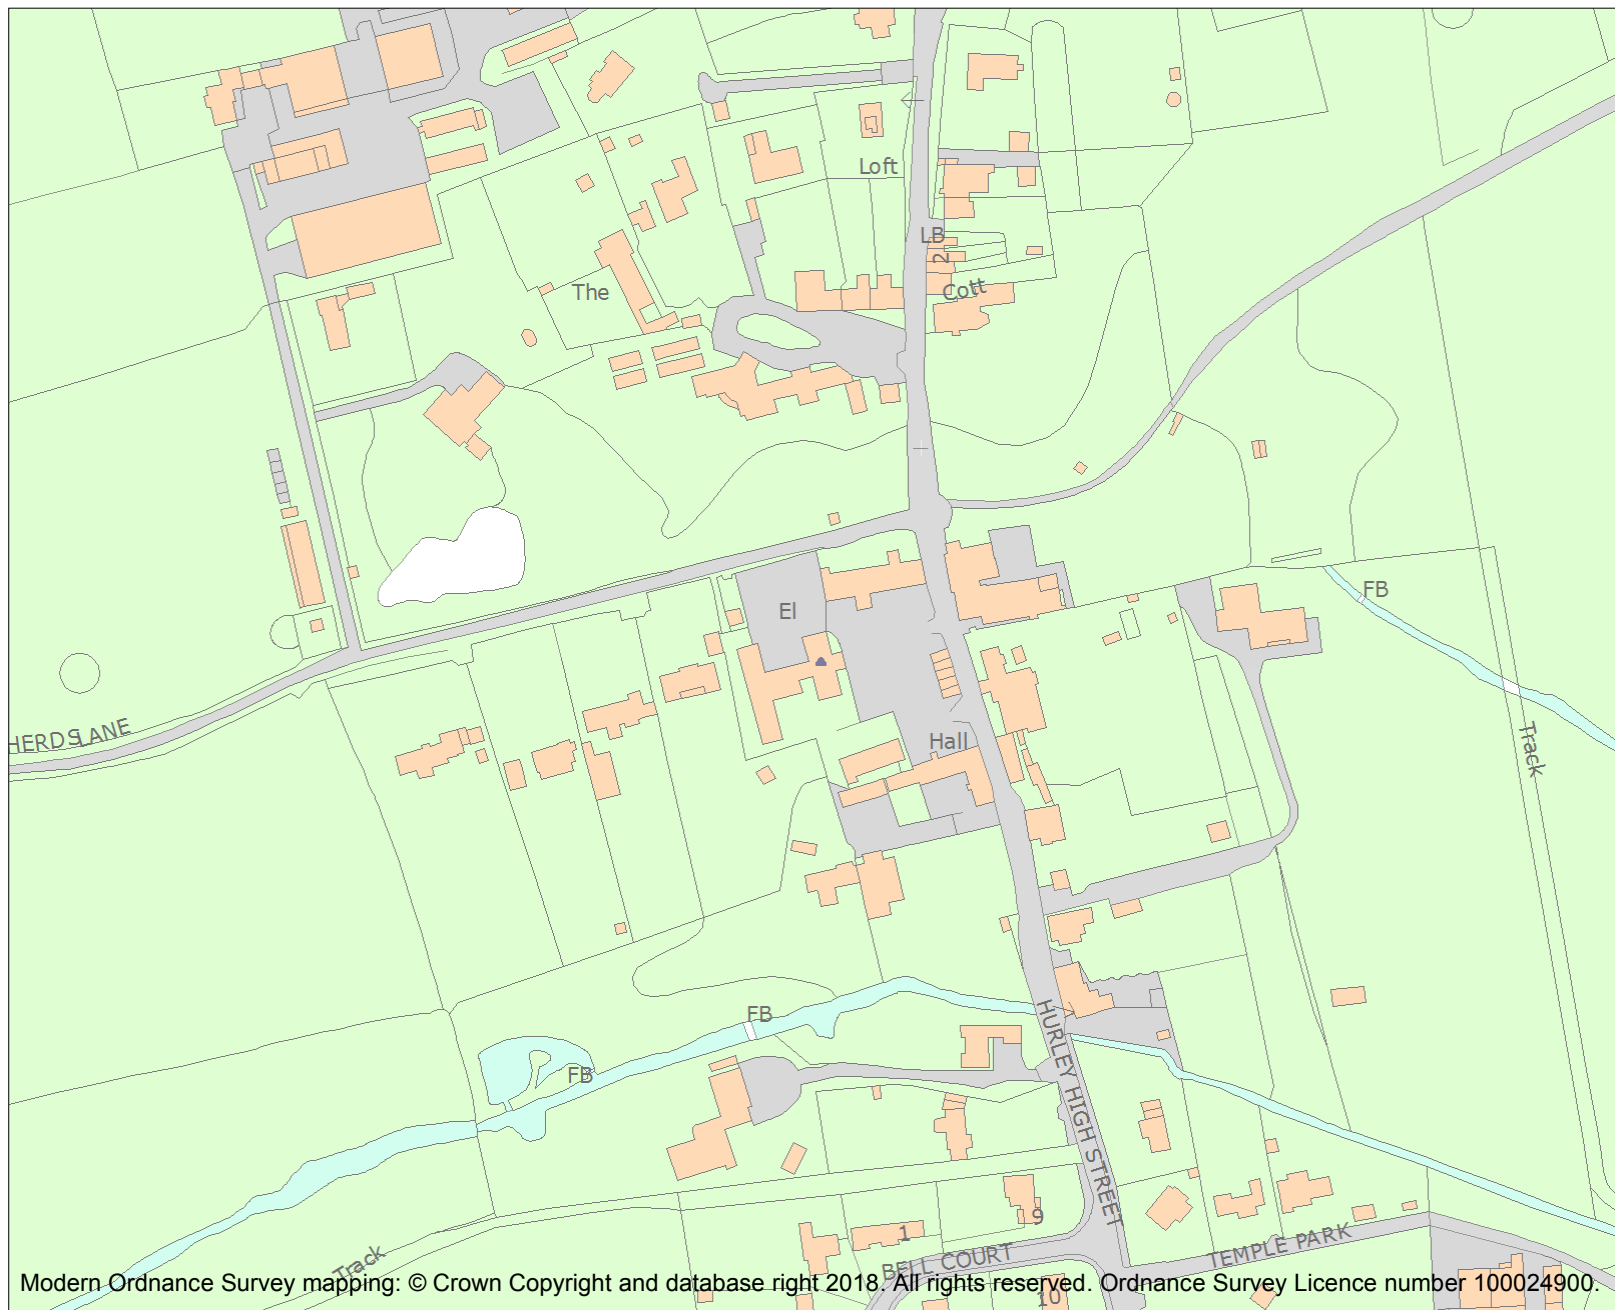 Loft
LB
2
The
Cott
El
FB
HERDS LANE
Track
Hall
FB
FB
HURLEY HIGH STREET
9
1
TEMPLE PARK
BELL COURT
Track
10
Modern Ordnance Survey mapping: © Crown Copyright and database right 2018. All rights reserved. Ordnance Survey Licence number 100024900.